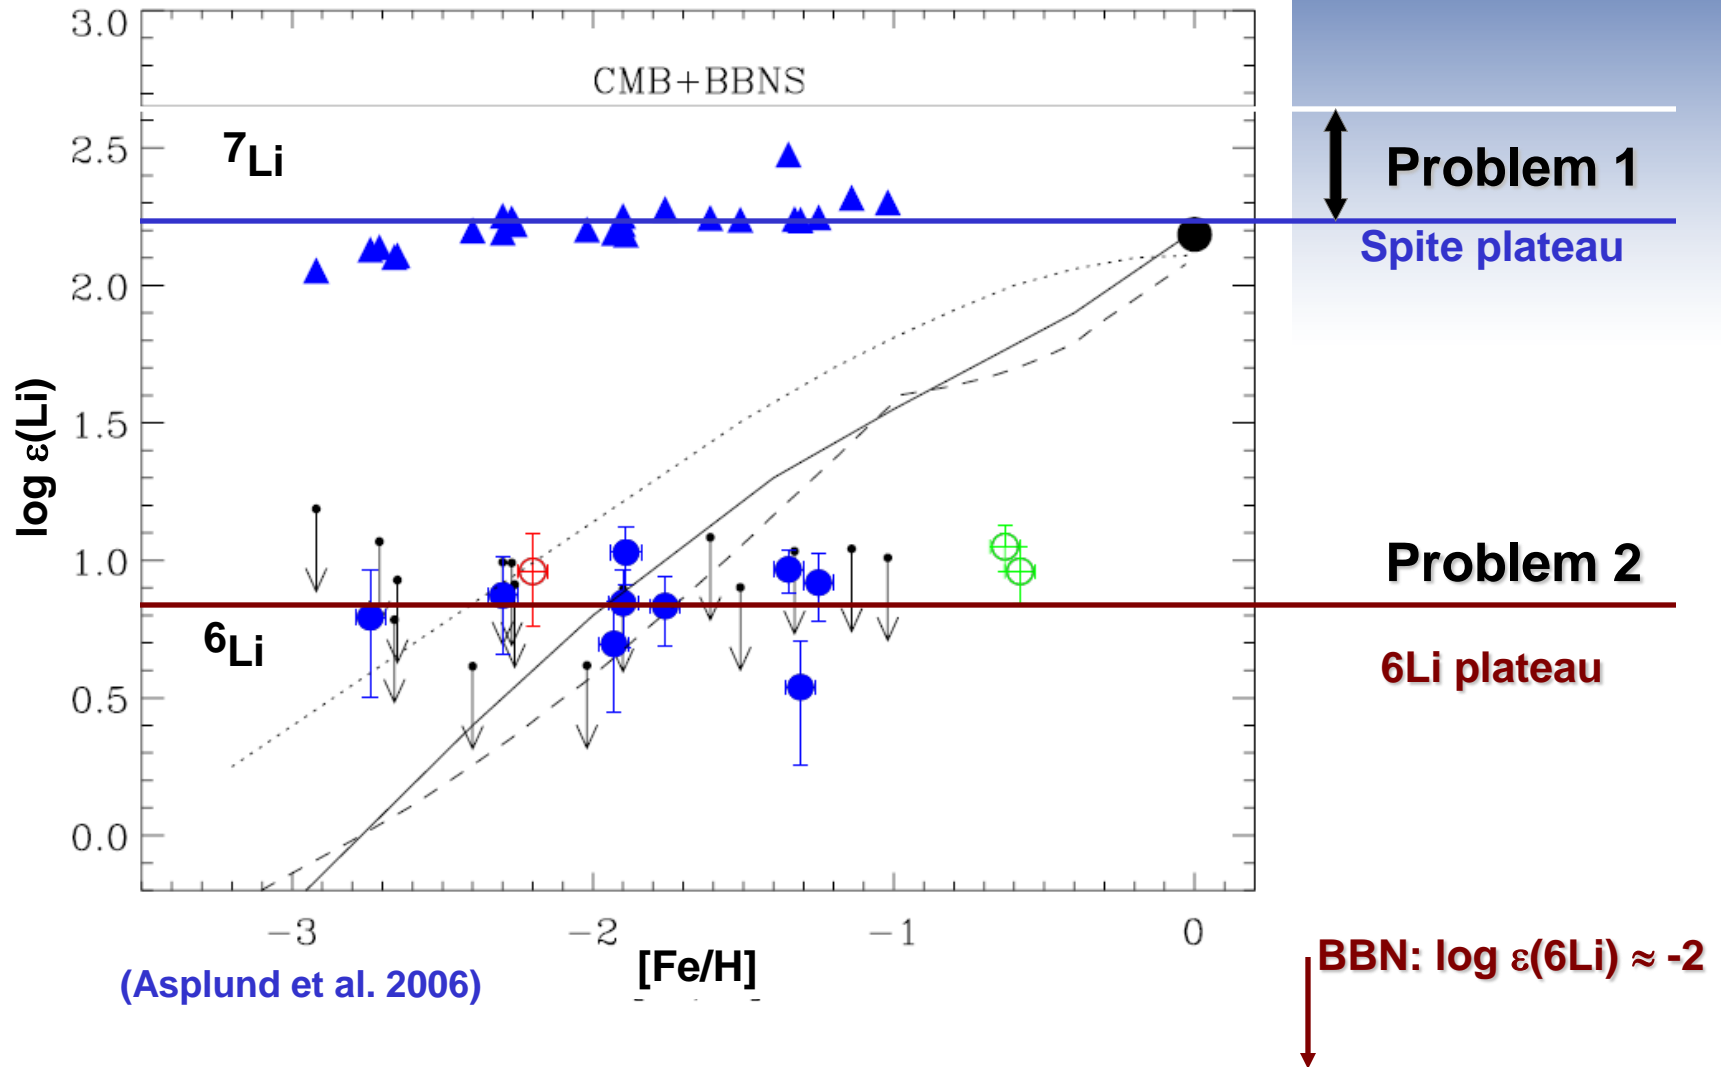 3.0
CMB+BBNS
2.5
⁷Li
Problem 1
Spite plateau
2.0
1.5
log ε(Li)
1.0
Problem 2
⁶Li
6Li plateau
0.5
0.0
−3
−2
−1
0
[Fe/H]
BBN: log ε(6Li) ≈ -2
(Asplund et al. 2006)